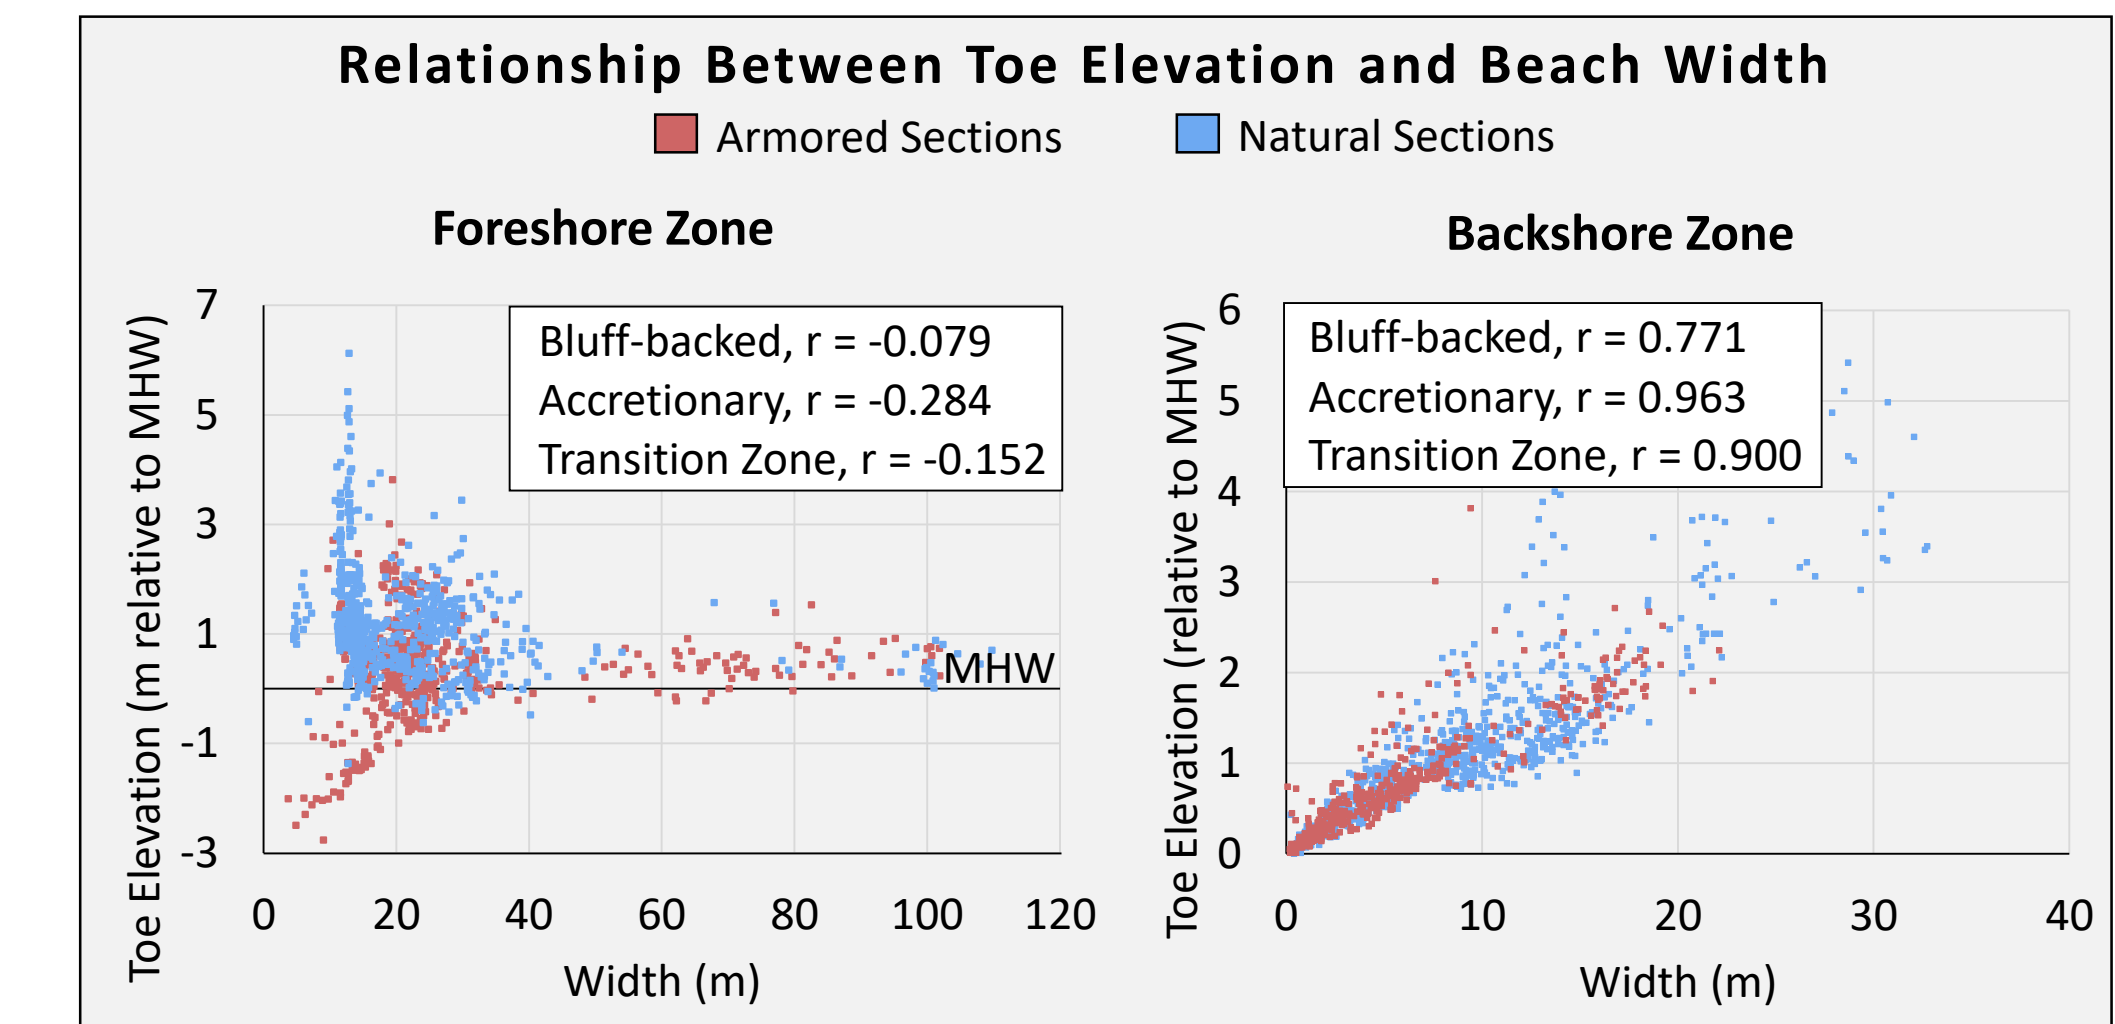 Relationship Between Toe Elevation and Beach Width
Armored Sections
Natural Sections
Foreshore Zone
Toe Elevation (m relative to MHW)
7
5
3
1
-1
-3
Bluff-backed, r = -0.079
Accretionary, r = -0.284
Transition Zone, r = -0.152
MHW
0 20 40 60 80 100 120
Width (m)
Backshore Zone
Toe Elevation (relative to MHW)
6
5
4
3
2
1
0
Bluff-backed, r = 0.771
Accretionary, r = 0.963
Transition Zone, r = 0.900
0 10 20 30 40
Width (m)